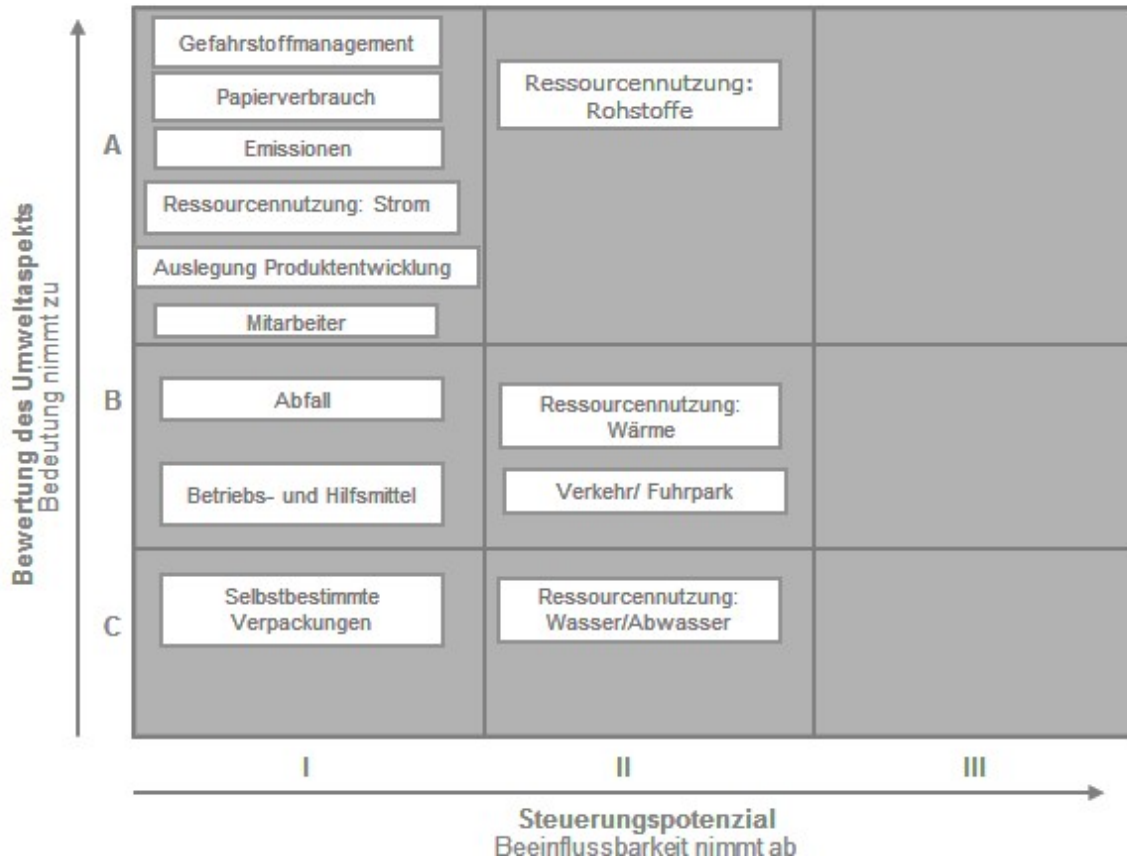 Gefahrstoffmanagement
Papierverbrauch
Emissionen
Ressourcennutzung: Strom
Auslegung Produktentwicklung
Mitarbeiter
Ressourcennutzung:
Rohstoffe
A
Abfall
Betriebs- und Hilfsmittel
Ressourcennutzung:
Wärme
Verkehr/ Fuhrpark
B
Selbstbestimmte
Verpackungen
Ressourcennutzung:
Wasser/Abwasser
C
Bewertung des Umweltaspekts
Bedeutung nimmt zu
I
II
III
Steuerungspotenzial
Beeinflussbarkeit nimmt ab